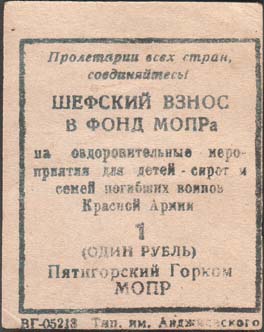 Пролетарии всех стран,
соединяйтесь!
ШЕФСКИЙ ВЗНОС
В ФОНД МОПРа
на оздоровительные меро-
приятия для детей - сирот и
семей погибших воинов
Красной Армии
1
(ОДИН РУБЛЬ)
Пятигорский Горком
МОПР
ВГ-05213 Тип. им. Анджиевского